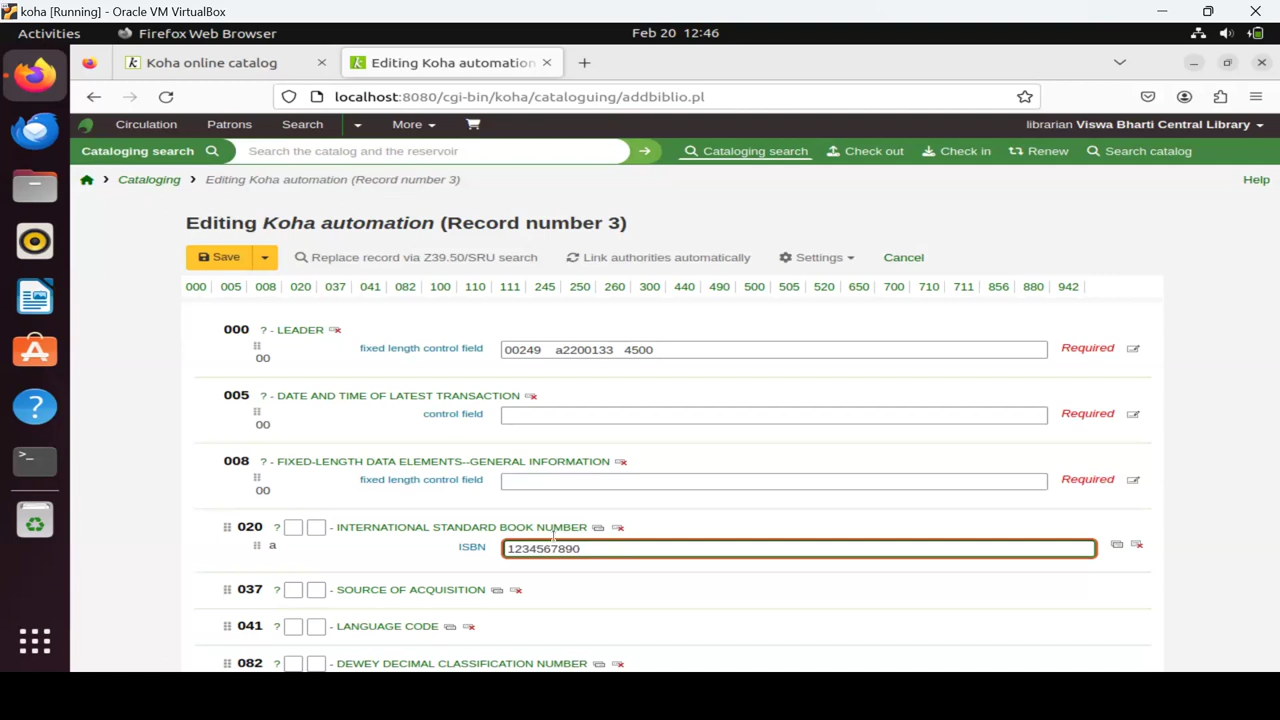 koha [Running] - Oracle VM VirtualBox
Activities Firefox Web Browser Feb 20 12:46
Koha online catalog Editing Koha automation
localhost:8080/cgi-bin/koha/cataloguing/addbiblio.pl
Circulation Patrons Search More librarian Viswa Bharti Central Library
Cataloging search Search the catalog and the reservoir Cataloging search Check out Check in Renew Search catalog
Cataloging Editing Koha automation (Record number 3) Help
Editing Koha automation (Record number 3)
Save Replace record via Z39.50/SRU search Link authorities automatically Settings Cancel
000 005 008 020 037 041 082 100 110 111 245 250 260 300 440 490 500 505 520 650 700 710 711 856 880 942
000 ? - LEADER
00 fixed length control field 00249 a2200133 4500 Required
005 ? - DATE AND TIME OF LATEST TRANSACTION
00 control field Required
008 ? - FIXED-LENGTH DATA ELEMENTS--GENERAL INFORMATION
00 fixed length control field Required
020 ? - INTERNATIONAL STANDARD BOOK NUMBER
a ISBN 1234567890
037 ? - SOURCE OF ACQUISITION
041 ? - LANGUAGE CODE
082 ? - DEWEY DECIMAL CLASSIFICATION NUMBER